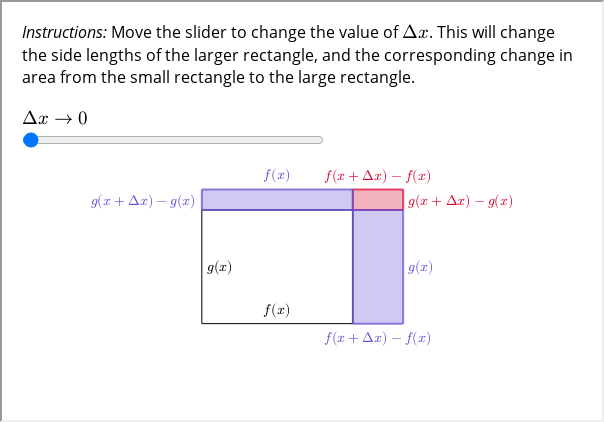 Instructions: Move the slider to change the value of Δx. This will change
the side lengths of the larger rectangle, and the corresponding change in
area from the small rectangle to the large rectangle.
Δx → 0
f(x) f(x + Δx) − f(x)
g(x + Δx) − g(x) g(x + Δx) − g(x)
g(x) g(x)
f(x)
f(x + Δx) − f(x)